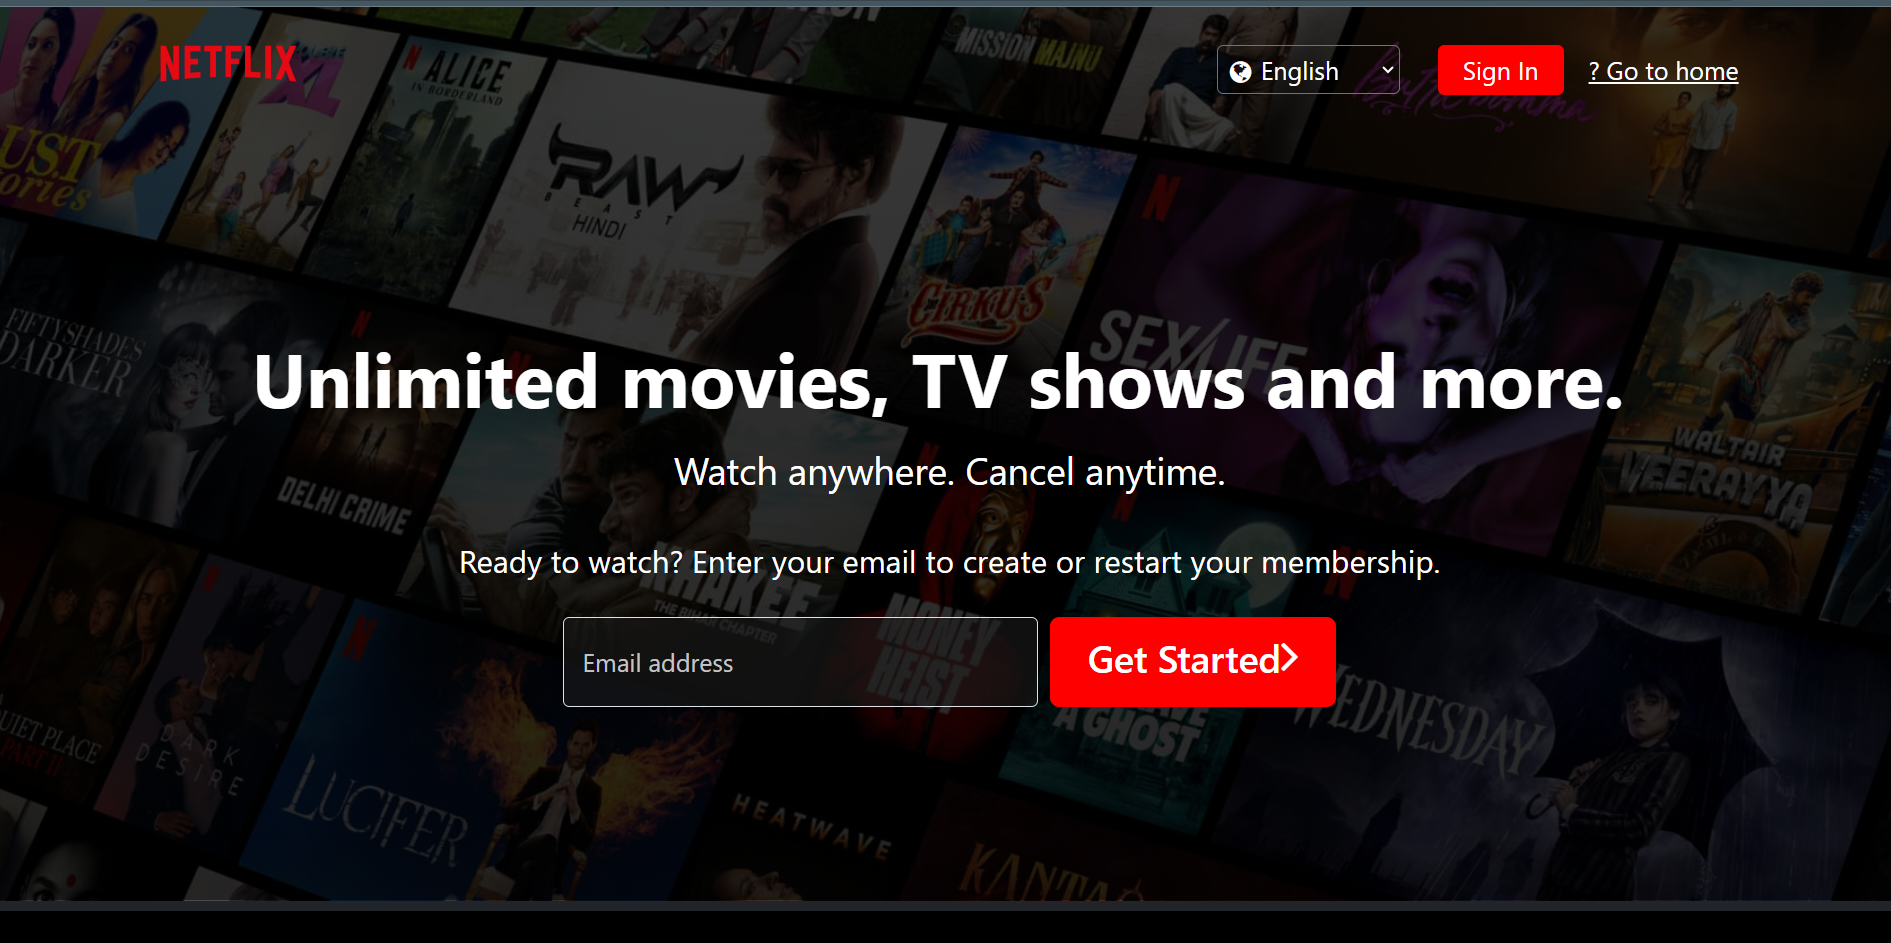 NETFLIX
English
Sign In
? Go to home
MISSION MAJNU
ALICE
IN BORDERLAND
XL
RAW
BEAST
HINDI
CIRKUS
SEX/LIFE
FIFTY SHADES
DARKER
Unlimited movies, TV shows and more.
Watch anywhere. Cancel anytime.
WALTAIR
VEERAYYA
DELHI CRIME
Ready to watch? Enter your email to create or restart your membership.
THE BIHAR CHAPTER
MONEY
HEIST
Email address
Get Started
A GHOST
WEDNESDAY
QUIET PLACE
PART II
DARK
DESIRE
LUCIFER
HEATWAVE